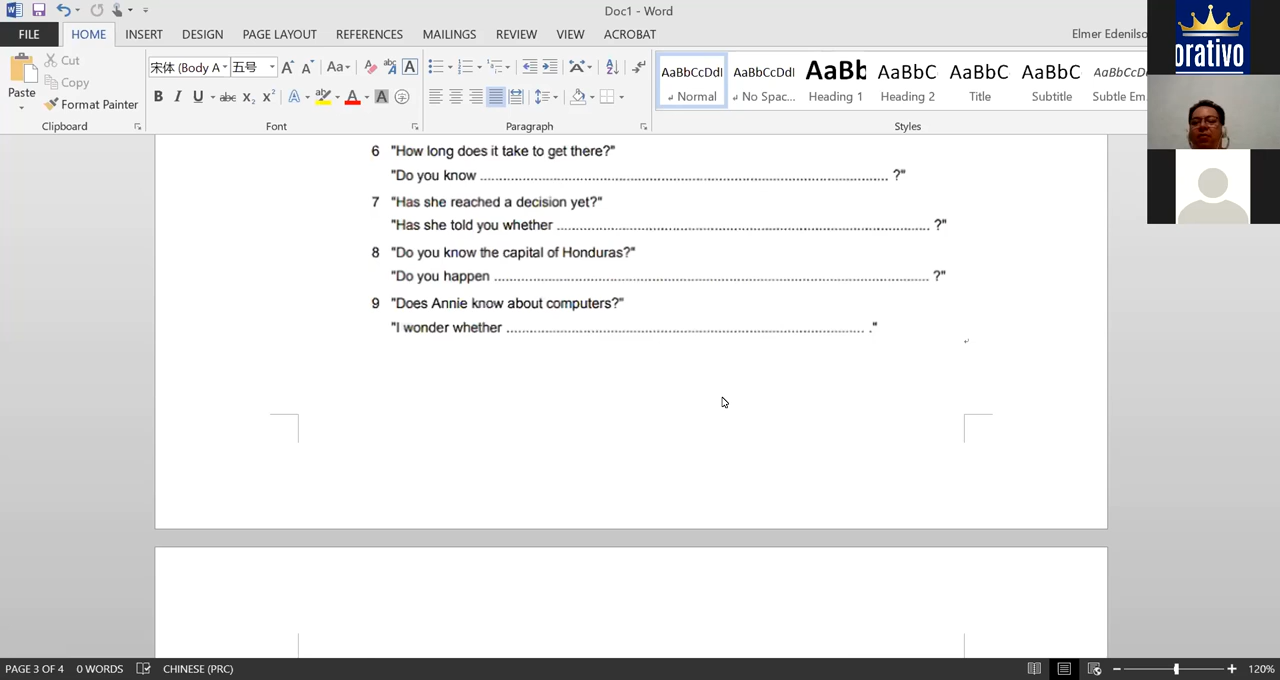 Doc1 - Word
FILE HOME INSERT DESIGN PAGE LAYOUT REFERENCES MAILINGS REVIEW VIEW ACROBAT
Elmer Edenilso
orativo
Paste
Cut
Copy
Format Painter
Clipboard
宋体 (Body A 五号
Font
Paragraph
AaBbCcDdI AaBbCcDdI AaBb AaBbC AaBbC AaBbC AaBbCcD
Normal No Spac... Heading 1 Heading 2 Title Subtitle Subtle Em
Styles
6 "How long does it take to get there?"
"Do you know .......................................................................................... ?"
7 "Has she reached a decision yet?"
"Has she told you whether .................................................................................. ?"
8 "Do you know the capital of Honduras?"
"Do you happen ................................................................................................ ?"
9 "Does Annie know about computers?"
"I wonder whether ............................................................................... ."
PAGE 3 OF 4 0 WORDS CHINESE (PRC) 120%